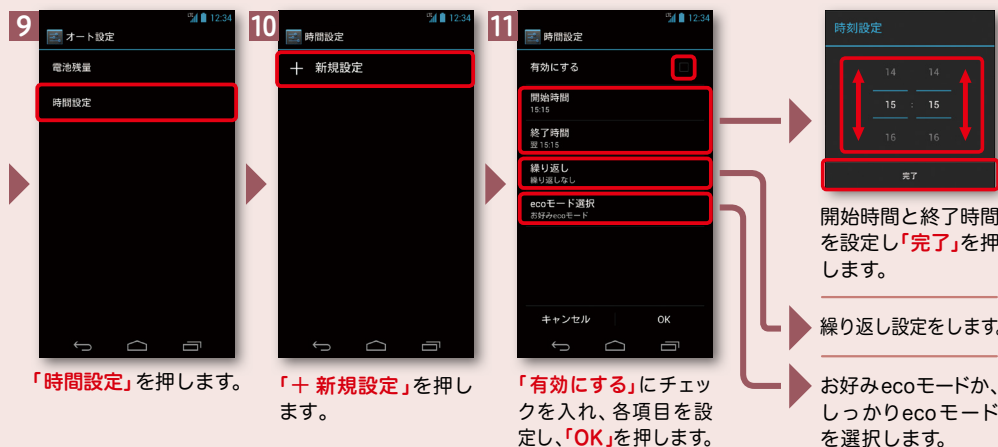 9
12:34
オート設定
電池残量
時間設定
「時間設定」を押します。
10
12:34
時間設定
＋ 新規設定
「＋ 新規設定」を押し
ます。
11
12:34
時間設定
有効にする
開始時間
15:15
終了時間
翌 15:15
繰り返し
繰り返しなし
ecoモード選択
お好みecoモード
キャンセル OK
「有効にする」にチェッ
クを入れ、各項目を設
定し、「OK」を押します。
時刻設定
14 14
15 : 15
16 16
完了
開始時間と終了時間
を設定し「完了」を押
します。
繰り返し設定をします。
お好みecoモードか、
しっかりecoモード
を選択します。